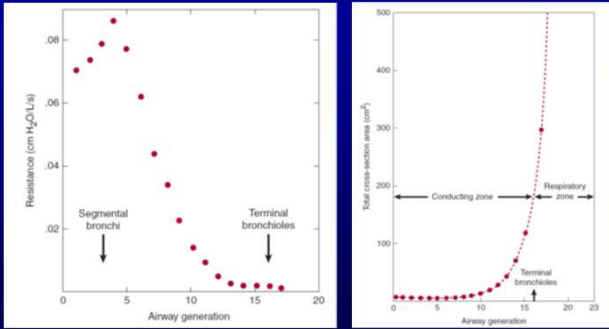 Resistance (cm H₂O/L/s)
.08
.06
.04
.02
Segmental
bronchi
Terminal
bronchioles
0
5
10
15
20
Airway generation
Total cross-section area (cm²)
500
400
300
200
100
Conducting zone
Respiratory
zone
Terminal
bronchioles
0
5
10
15
20
23
Airway generation